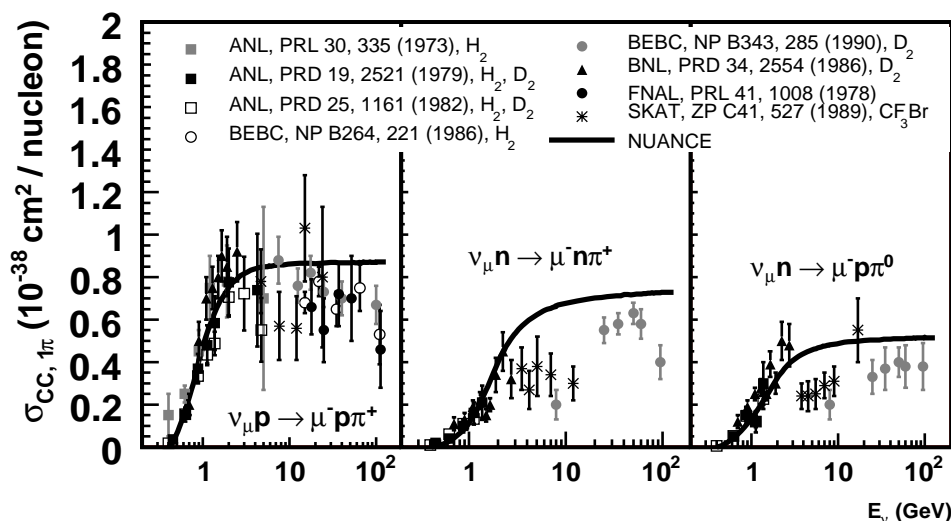 σCC, 1π (10-38 cm2 / nucleon)
2
1.8
1.6
1.4
1.2
1
0.8
0.6
0.4
0.2
0
ANL, PRL 30, 335 (1973), H2
ANL, PRD 19, 2521 (1979), H2, D2
ANL, PRD 25, 1161 (1982), H2, D2
BEBC, NP B264, 221 (1986), H2
BEBC, NP B343, 285 (1990), D2
BNL, PRD 34, 2554 (1986), D2
FNAL, PRL 41, 1008 (1978)
SKAT, ZP C41, 527 (1989), CF3Br
NUANCE
νμp → μ-pπ+
νμn → μ-nπ+
νμn → μ-pπ0
1 10 102
1 10 102
1 10 102
Eν (GeV)